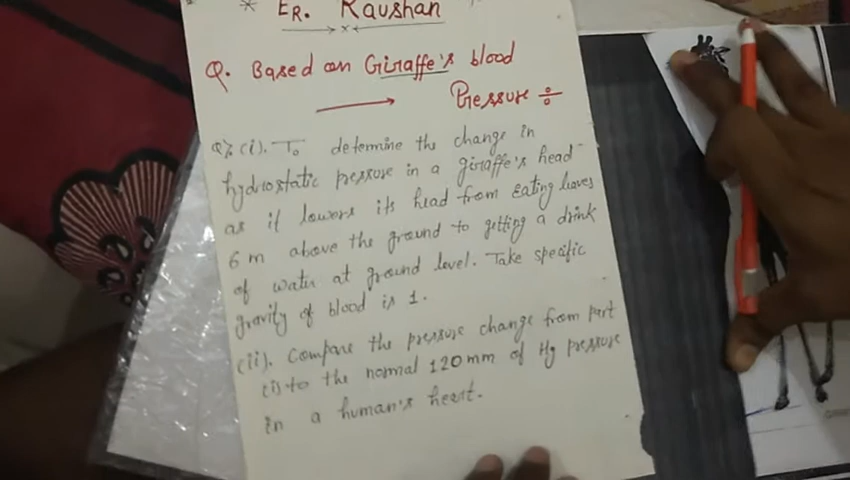 * ER. Kaushan
Q. Based on Giraffe's blood
Pressure ÷
Q⁒ (i). To determine the change in
hydrostatic pressure in a giraffe's head
as it lowers its head from eating leaves
6 m above the ground to getting a drink
of water at ground level. Take specific
gravity of blood is 1.
(ii). Compare the pressure change from part
(i) to the normal 120 mm of Hg pressure
in a human's heart.